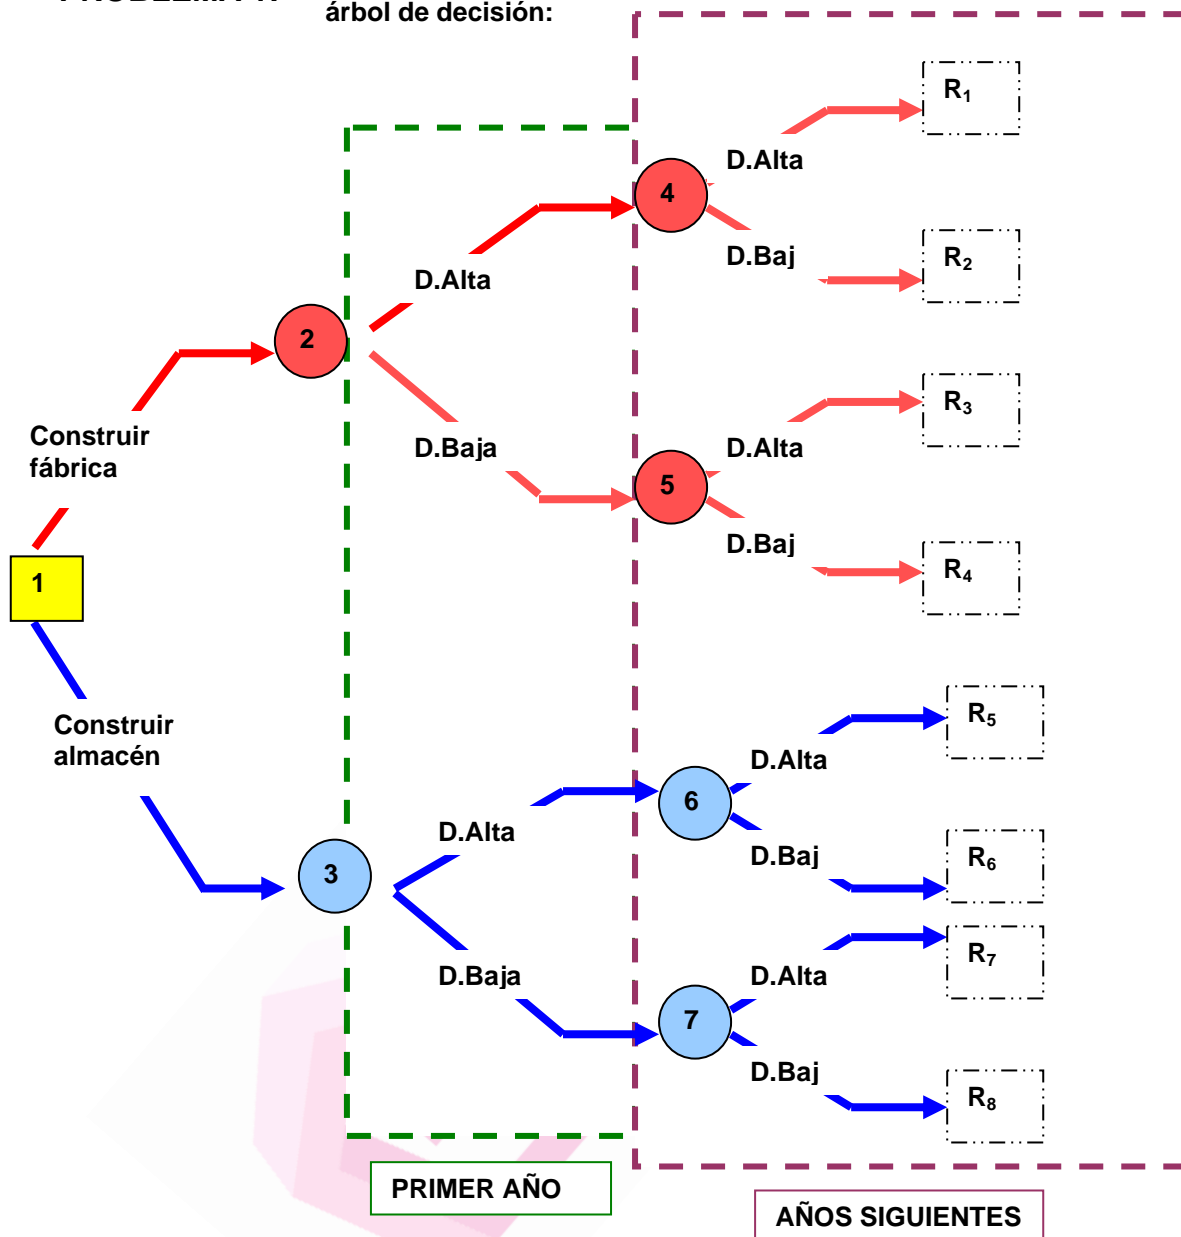 árbol de decisión:
R1
D.Alta
4
D.Baj
R2
D.Alta
2
R3
Construir
fábrica
D.Baja
D.Alta
5
D.Baj
R4
1
R5
Construir
almacén
D.Alta
6
D.Alta
D.Baj
R6
3
R7
D.Baja
D.Alta
7
D.Baj
R8
PRIMER AÑO
AÑOS SIGUIENTES